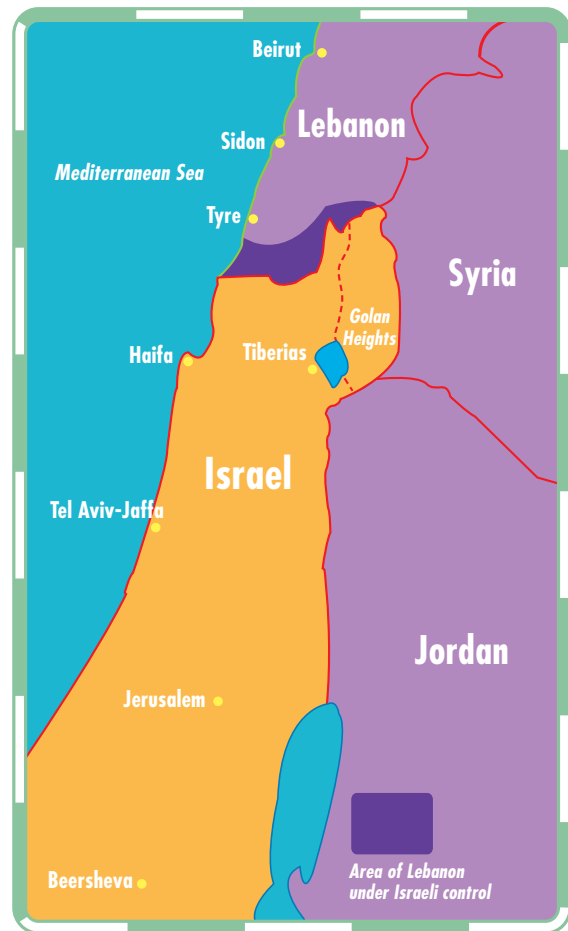 Beirut
Lebanon
Sidon
Mediterranean Sea
Tyre
Syria
Golan
Heights
Haifa
Tiberias
Israel
Tel Aviv-Jaffa
Jordan
Jerusalem
Area of Lebanon
under Israeli control
Beersheva